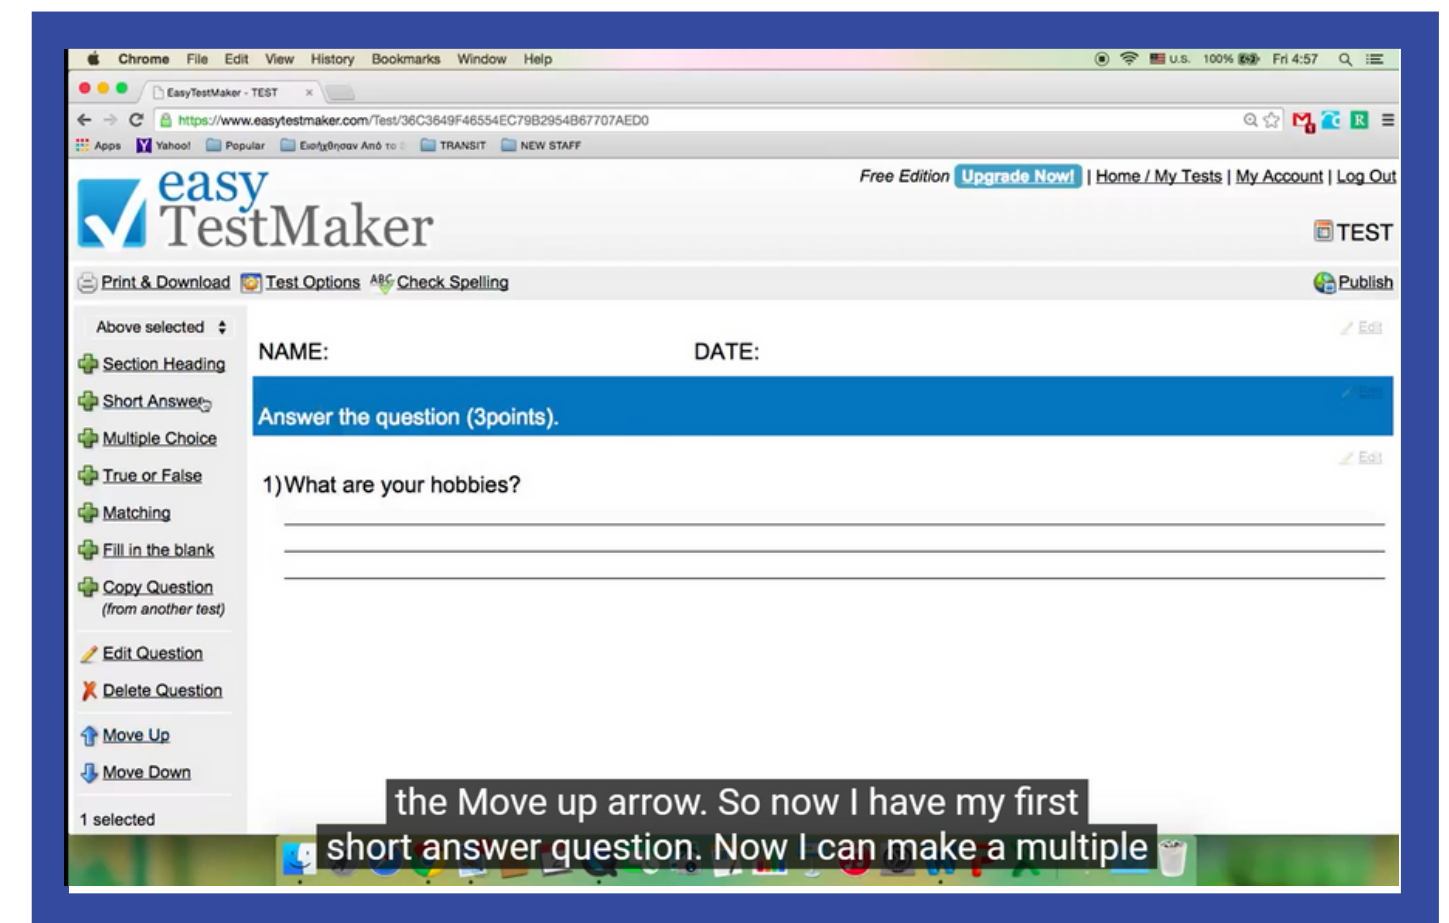 Chrome File Edit View History Bookmarks Window Help U.S. 100% Fri 4:57
EasyTestMaker - TEST
https://www.easytestmaker.com/Test/36C3649F46554EC79B2954B67707AED0
Apps Yahoo! Popular Εισήχθησαν Από το TRANSIT NEW STAFF
easy
TestMaker
Free Edition Upgrade Now! | Home / My Tests | My Account | Log Out
TEST
Print & Download Test Options ABC Check Spelling Publish
Above selected
Edit
NAME: DATE:
Section Heading
Short Answer
Answer the question (3points).
Multiple Choice
Edit
True or False
1) What are your hobbies?
Matching
Fill in the blank
Copy Question
(from another test)
Edit Question
Delete Question
Move Up
Move Down
1 selected
the Move up arrow. So now I have my first
short answer question. Now I can make a multiple